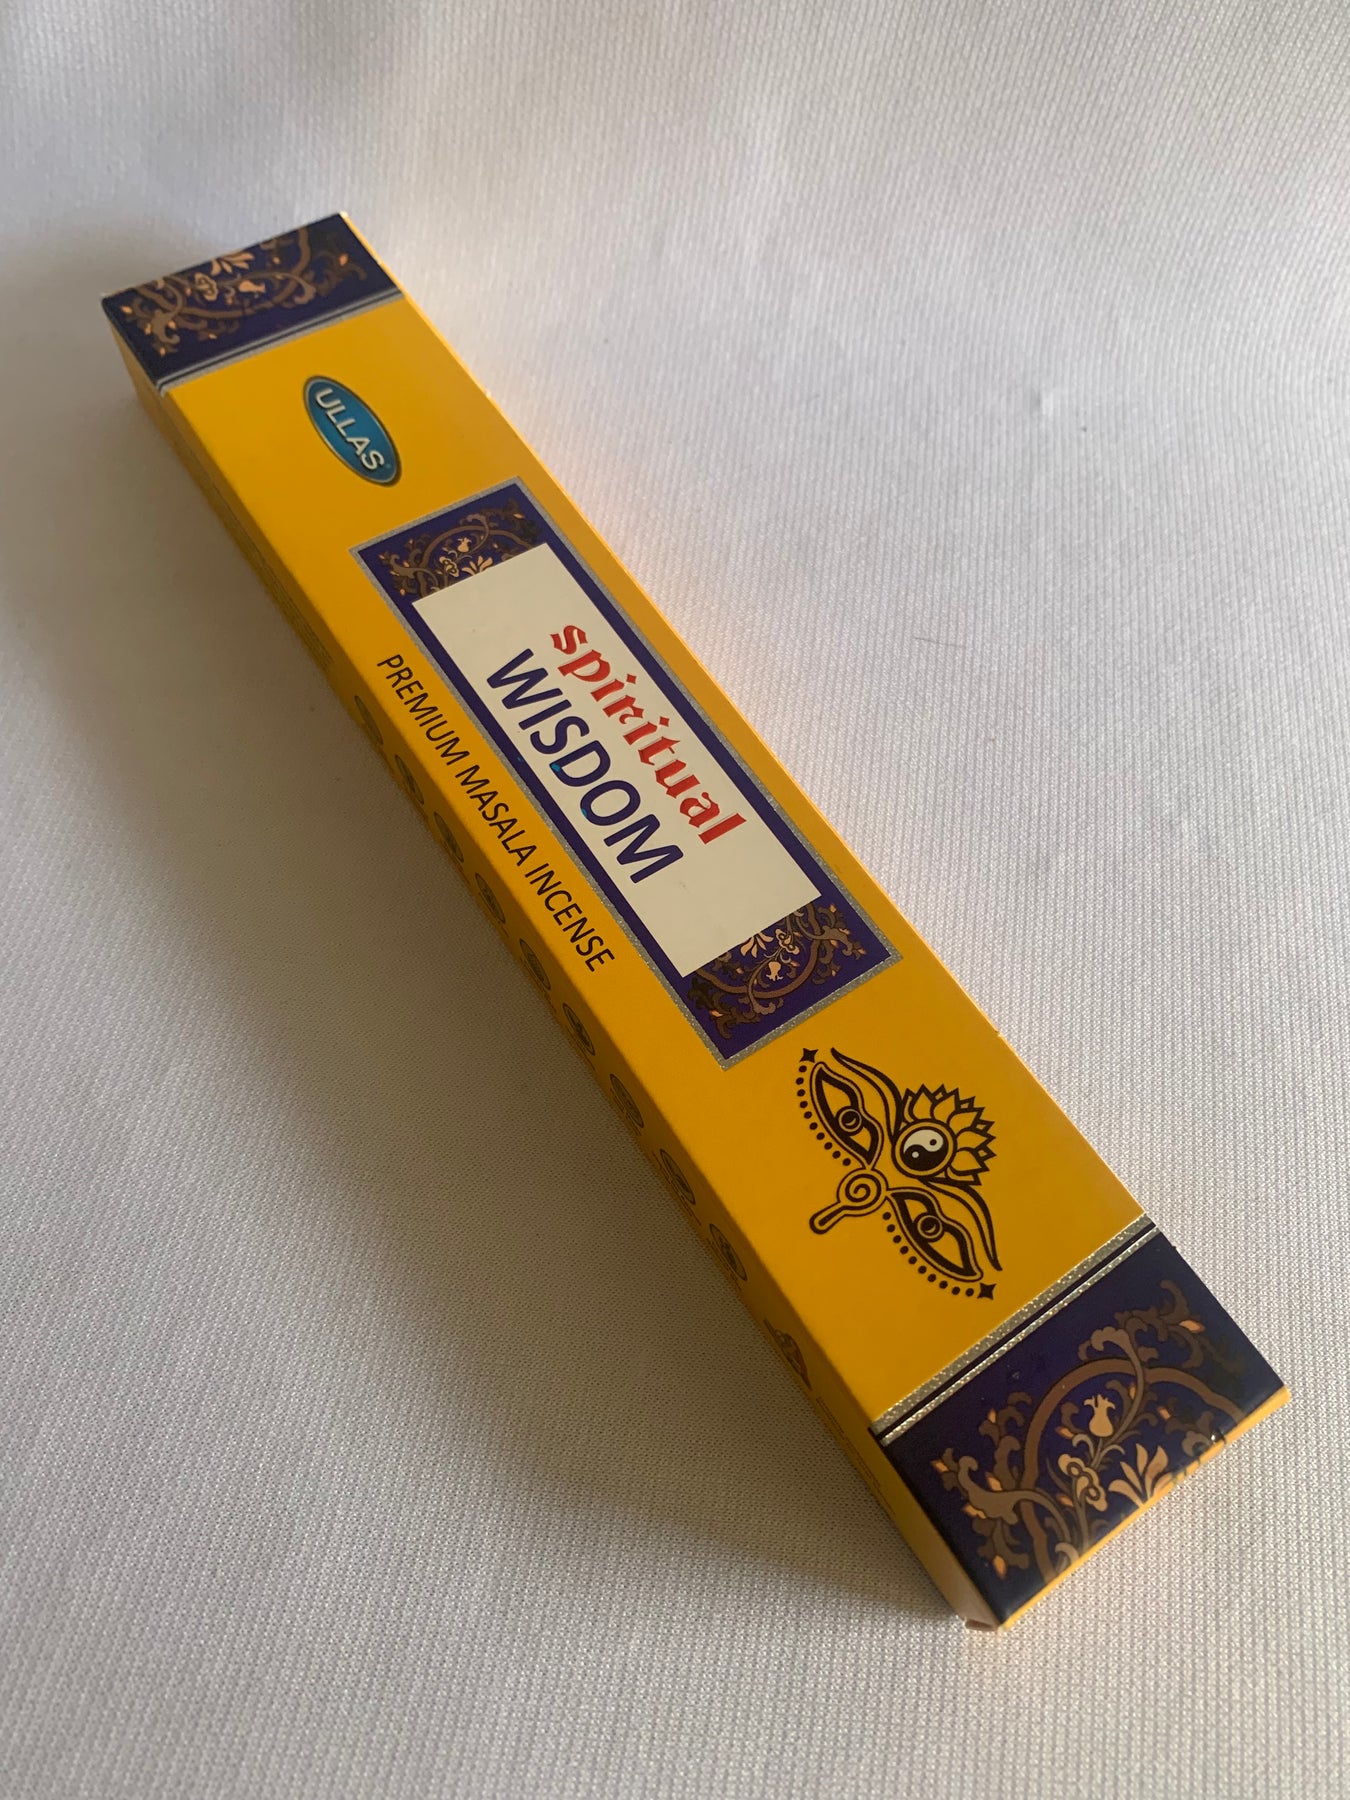 ULLAS
spiritual
WISDOM
PREMIUM MASALA INCENSE